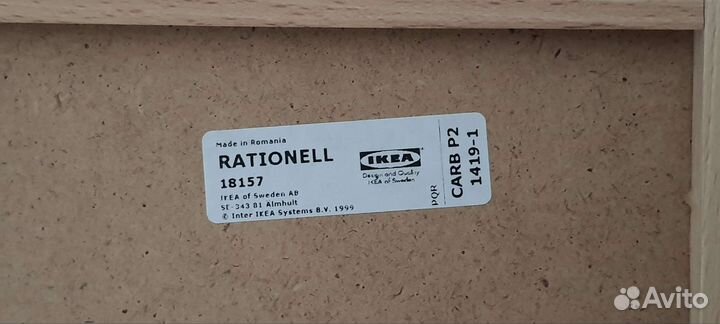 Made in Romania
RATIONELL
18157
IKEA of Sweden AB
SE-343 81 Älmhult
© Inter IKEA Systems B.V. 1999
IKEA
Design and Quality
IKEA of Sweden
PQR
CARB P2
1419-1
Avito